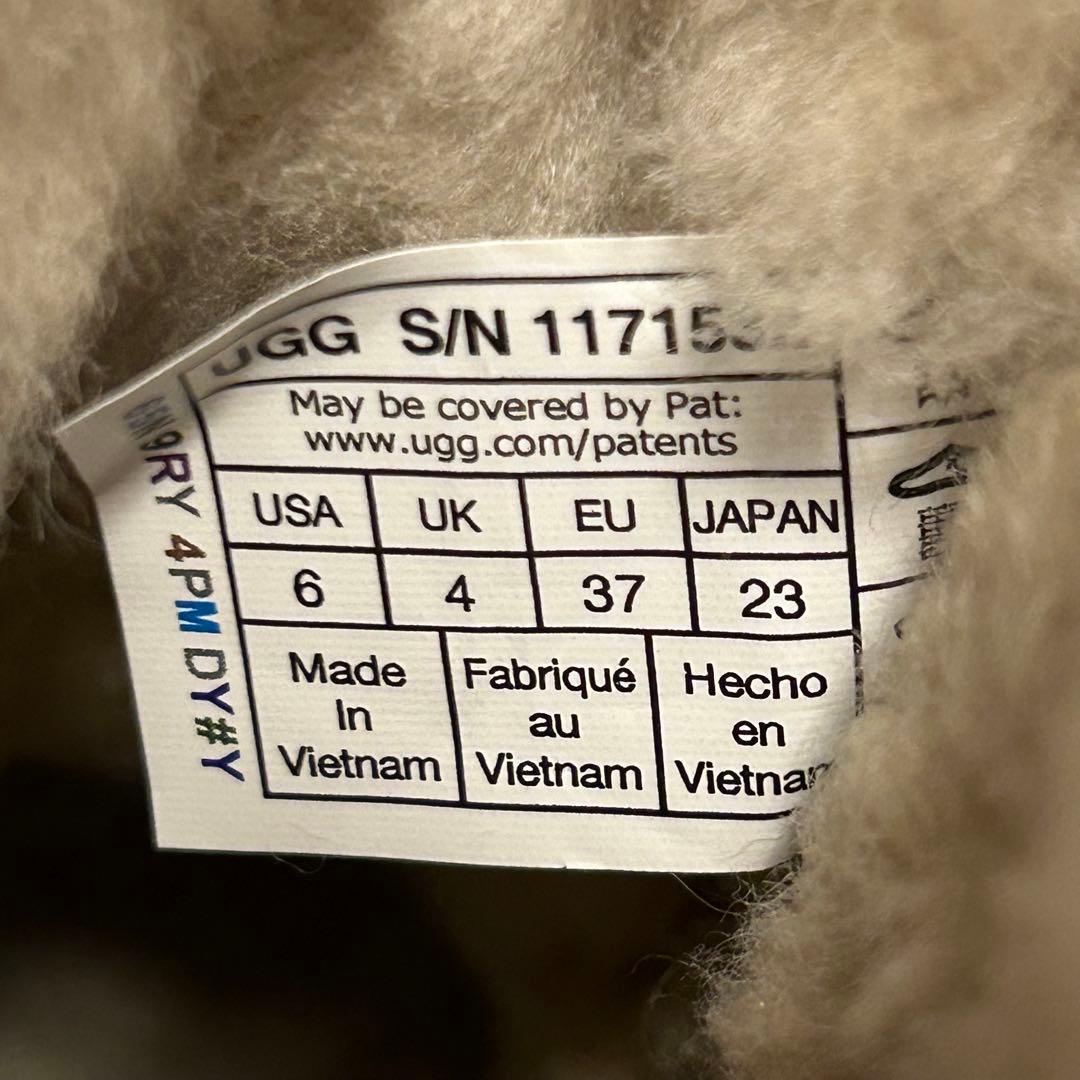 UGG S/N 11715
May be covered by Pat:
www.ugg.com/patents
USA UK EU JAPAN
6 4 37 23
Made Fabriqué Hecho
In au en
Vietnam Vietnam
4PM DY#Y